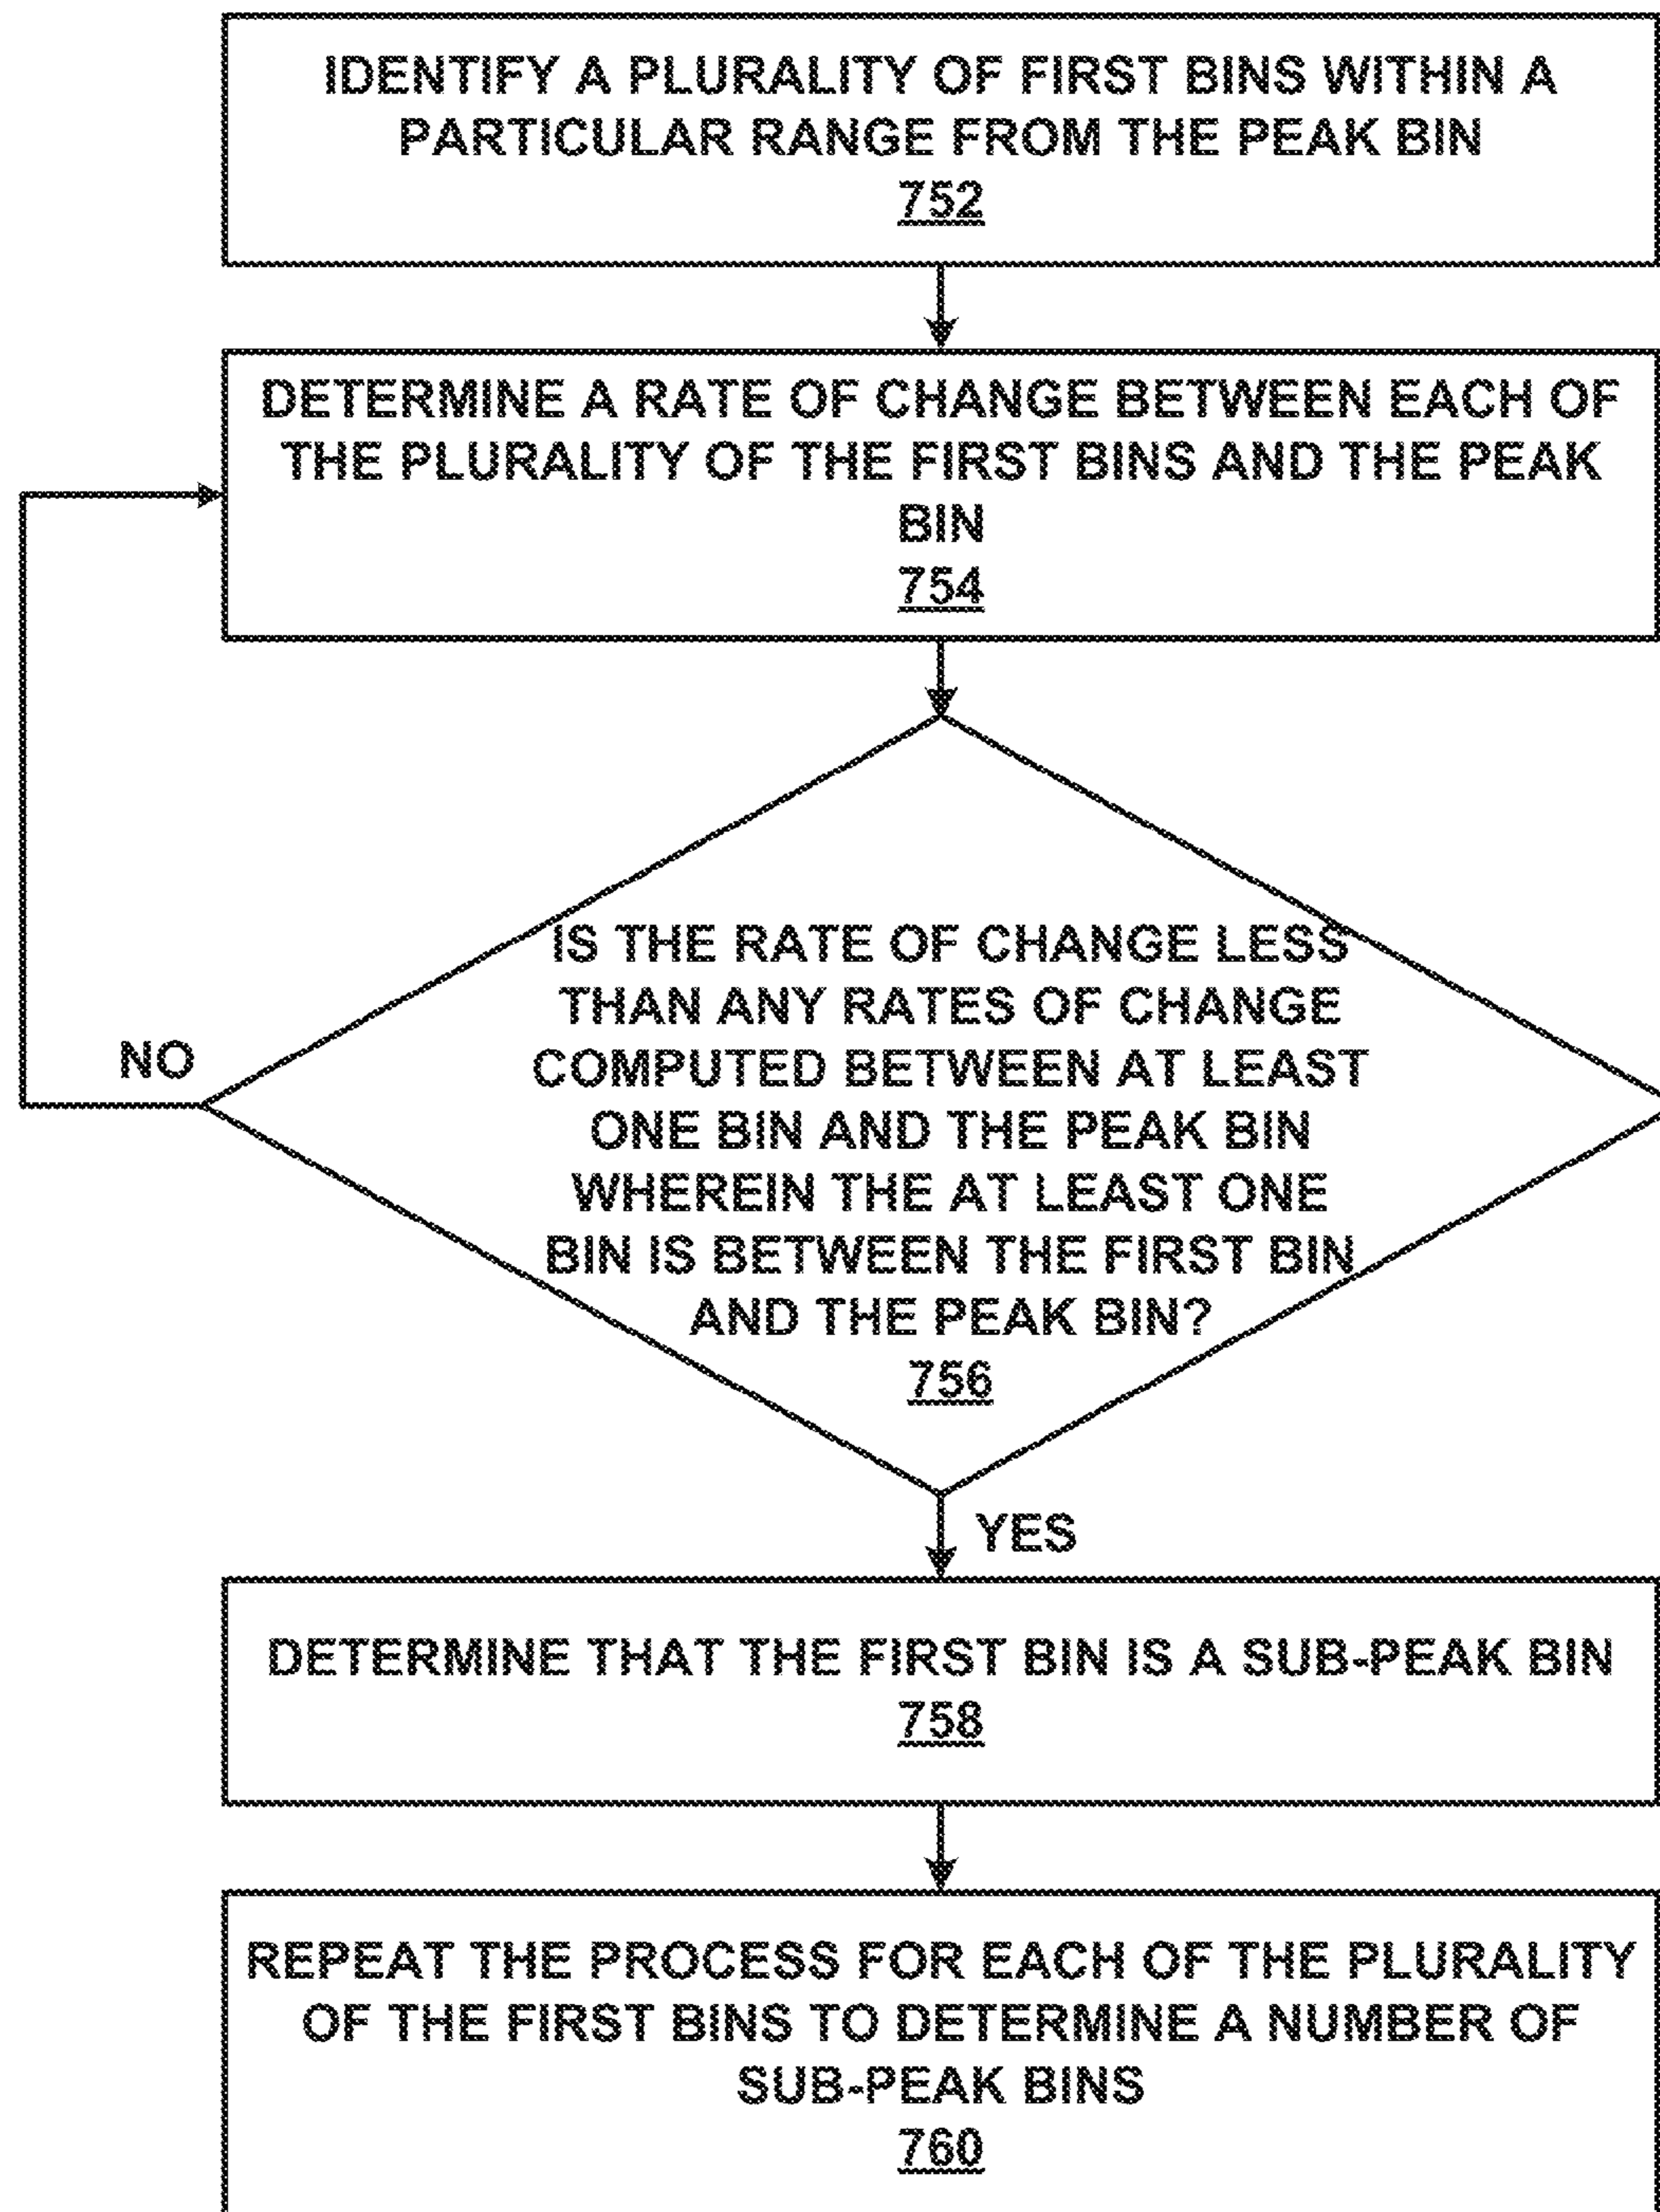 IDENTIFY A PLURALITY OF FIRST BINS WITHIN A
PARTICULAR RANGE FROM THE PEAK BIN
752
DETERMINE A RATE OF CHANGE BETWEEN EACH OF
THE PLURALITY OF THE FIRST BINS AND THE PEAK
BIN
754
IS THE RATE OF CHANGE LESS
THAN ANY RATES OF CHANGE
COMPUTED BETWEEN AT LEAST
ONE BIN AND THE PEAK BIN
WHEREIN THE AT LEAST ONE
BIN IS BETWEEN THE FIRST BIN
AND THE PEAK BIN?
756
NO
YES
DETERMINE THAT THE FIRST BIN IS A SUB-PEAK BIN
758
REPEAT THE PROCESS FOR EACH OF THE PLURALITY
OF THE FIRST BINS TO DETERMINE A NUMBER OF
SUB-PEAK BINS
760